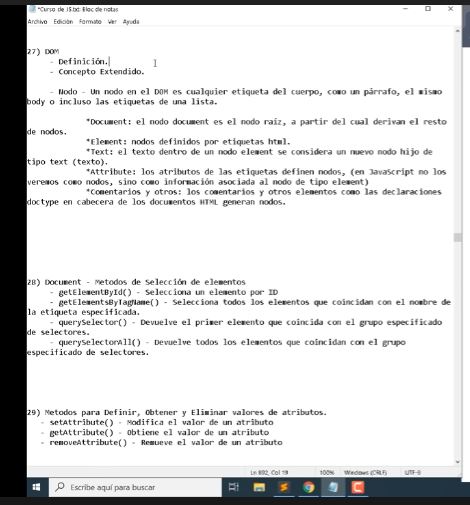 *Curso de JS.txt: Bloc de notas
Archivo Edición Formato Ver Ayuda
27) DOM
- Definición.
- Concepto Extendido.
- Nodo - Un nodo en el DOM es cualquier etiqueta del cuerpo, como un párrafo, el mismo
body o incluso las etiquetas de una lista.
*Document: el nodo document es el nodo raíz, a partir del cual derivan el resto
de nodos.
*Element: nodos definidos por etiquetas html.
*Text: el texto dentro de un nodo element se considera un nuevo nodo hijo de
tipo text (texto).
*Attribute: los atributos de las etiquetas definen nodos, (en JavaScript no los
veremos como nodos, sino como información asociada al nodo de tipo element)
*Comentarios y otros: los comentarios y otros elementos como las declaraciones
doctype en cabecera de los documentos HTML generan nodos.
28) Document - Metodos de Selección de elementos
- getElementById() - Selecciona un elemento por ID
- getElementsByTagName() - Selecciona todos los elementos que coincidan con el nombre de
la etiqueta especificada.
- querySelector() - Devuelve el primer elemento que coincida con el grupo especificado
de selectores.
- querySelectorAll() - Devuelve todos los elementos que coincidan con el grupo
especificado de selectores.
29) Metodos para Definir, Obtener y Eliminar valores de atributos.
- setAttribute() - Modifica el valor de un atributo
- getAttribute() - Obtiene el valor de un atributo
- removeAttribute() - Remueve el valor de un atributo
Ln 892, Col 19 100% Windows (CRLF) UTF-8
Escribe aquí para buscar